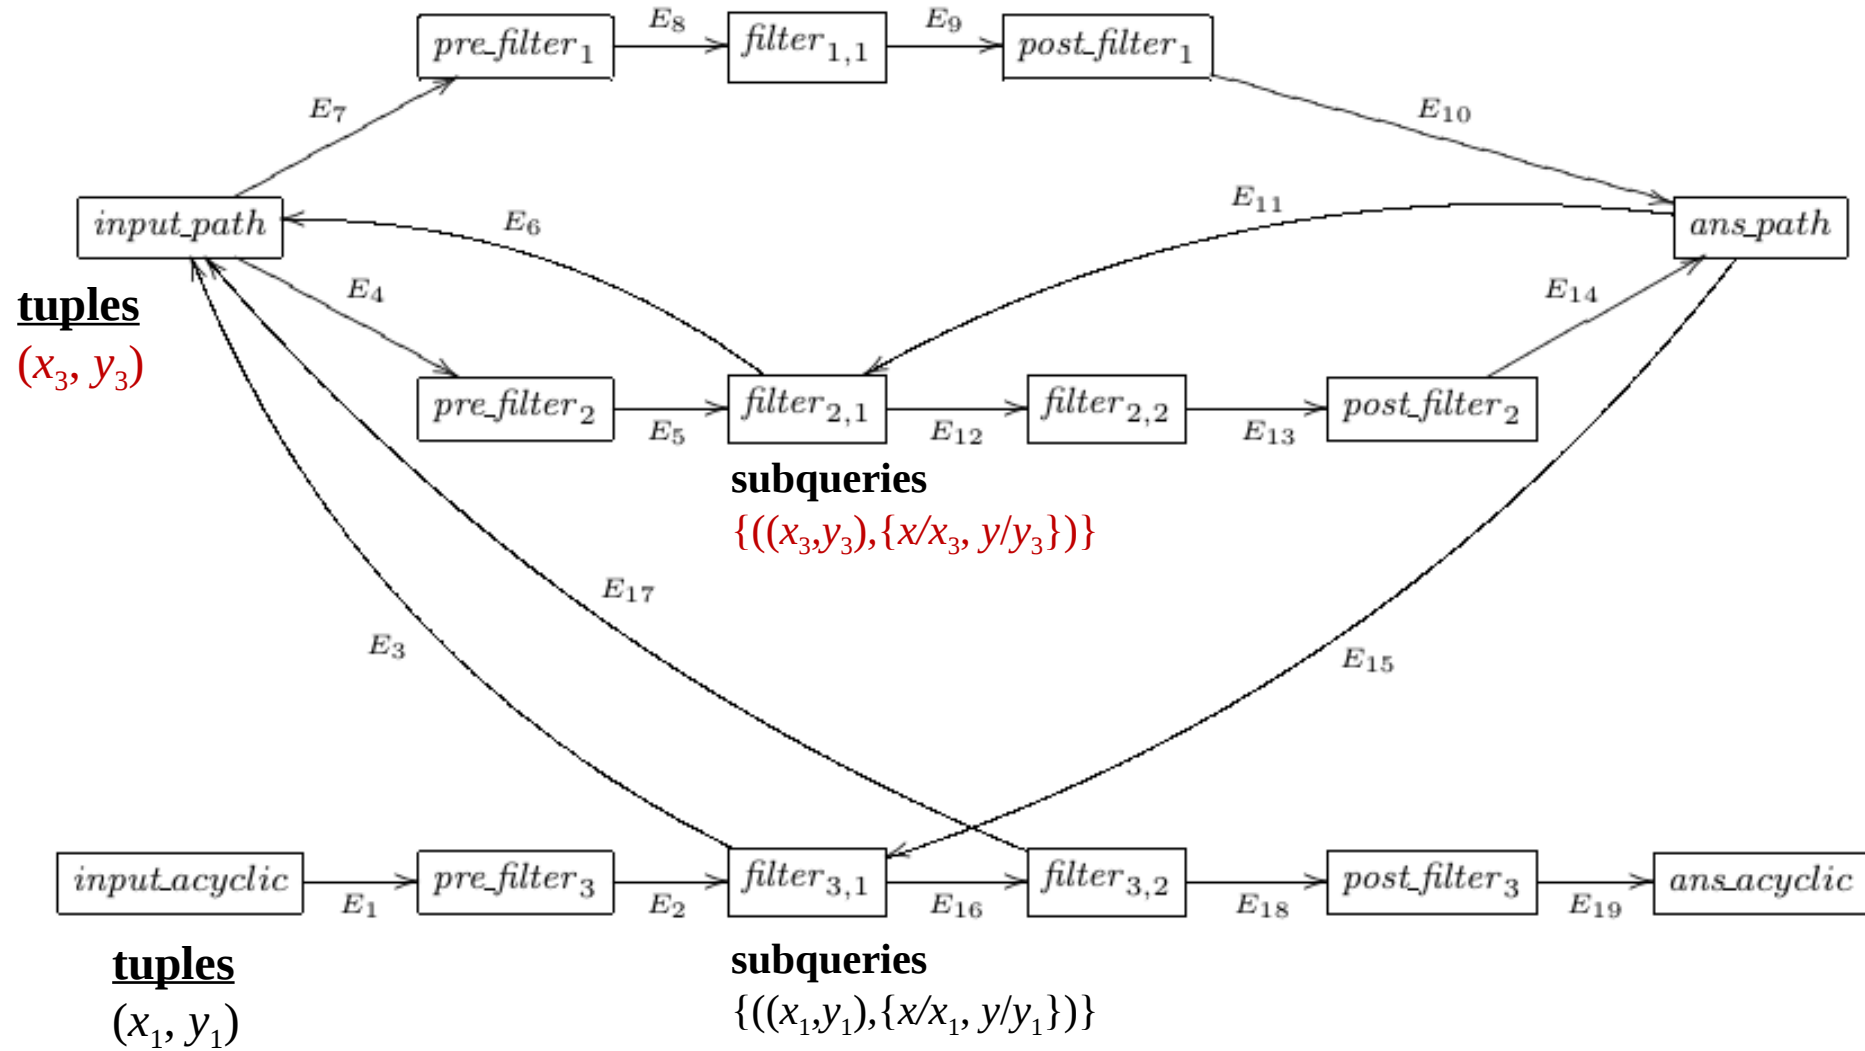 E₈
E₉
pre_filter₁
filter₁,₁
post_filter₁
E₇
E₁₀
E₁₁
input_path
E₆
ans_path
E₄
E₁₄
tuples
(x₃, y₃)
pre_filter₂
filter₂,₁
filter₂,₂
post_filter₂
E₅
E₁₂
E₁₃
subqueries
{((x₃,y₃),{x/x₃, y/y₃})}
E₁₇
E₃
E₁₅
input_acyclic
pre_filter₃
filter₃,₁
filter₃,₂
post_filter₃
ans_acyclic
E₁
E₂
E₁₆
E₁₈
E₁₉
tuples
(x₁, y₁)
subqueries
{((x₁,y₁),{x/x₁, y/y₁})}